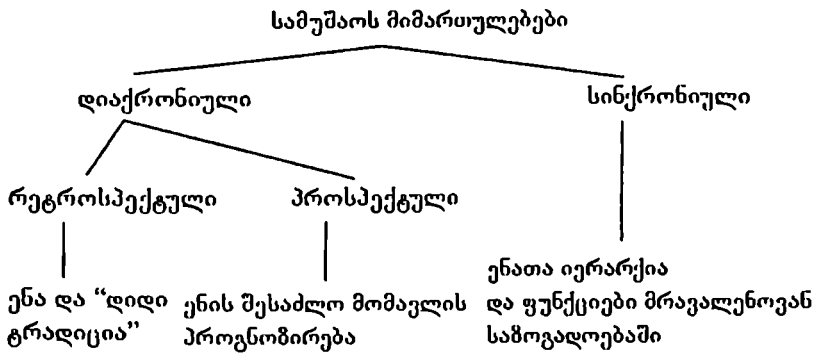 სამუშაოს მიმართულებები
დიაქრონიული
სინქრონიული
რეტროსპექტული
პროსპექტული
ენა და “დიდი
ტრადიცია”
ენის შესაძლო მომავლის
პროგნოზირება
ენათა იერარქია
და ფუნქციები მრავალენოვან
საზოგადოებაში